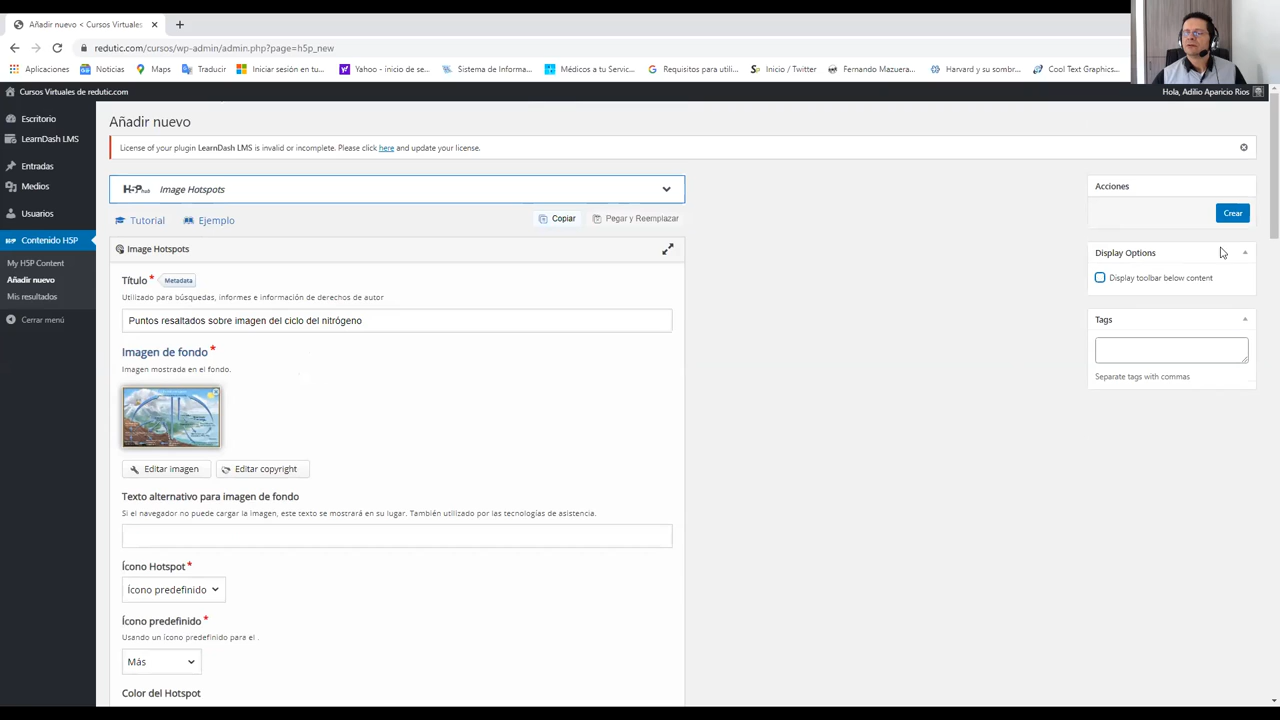 Añadir nuevo < Cursos Virtuales
redutic.com/cursos/wp-admin/admin.php?page=h5p_new
Aplicaciones
Noticias
Maps
Traducir
Iniciar sesión en tu...
Yahoo - inicio de se...
Sistema de Informa...
Médicos a tu Servic...
Requisitos para utili...
Inicio / Twitter
Fernando Mazuera...
Harvard y su sombr...
Cool Text Graphics...
Cursos Virtuales de redutic.com
Hola, Adilio Aparicio Rios
Escritorio
LearnDash LMS
Entradas
Medios
Usuarios
Contenido H5P
My H5P Content
Añadir nuevo
Mis resultados
Cerrar menú
Añadir nuevo
License of your plugin LearnDash LMS is invalid or incomplete. Please click here and update your license.
H5P hub Image Hotspots
Tutorial
Ejemplo
Copiar
Pegar y Reemplazar
Image Hotspots
Título *
Metadata
Utilizado para búsquedas, informes e información de derechos de autor
Puntos resaltados sobre imagen del ciclo del nitrógeno
Imagen de fondo *
Imagen mostrada en el fondo.
Editar imagen
Editar copyright
Texto alternativo para imagen de fondo
Si el navegador no puede cargar la imagen, este texto se mostrará en su lugar. También utilizado por las tecnologías de asistencia.
Ícono Hotspot *
Ícono predefinido
Ícono predefinido *
Usando un ícono predefinido para el .
Más
Color del Hotspot
Acciones
Crear
Display Options
Display toolbar below content
Tags
Separate tags with commas